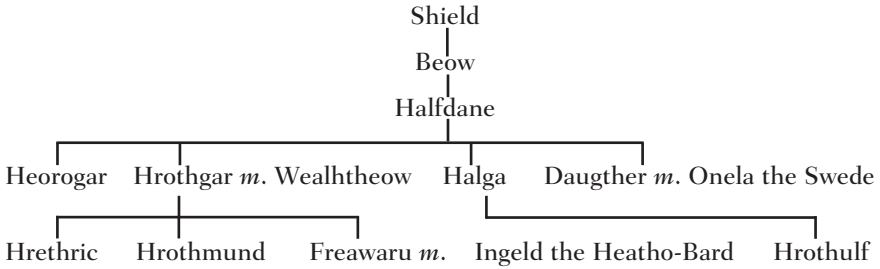 Shield
Beow
Halfdane
Heorogar Hrothgar m. Wealhtheow Halga Daugther m. Onela the Swede
Hrethric Hrothmund Freawaru m. Ingeld the Heatho-Bard Hrothulf